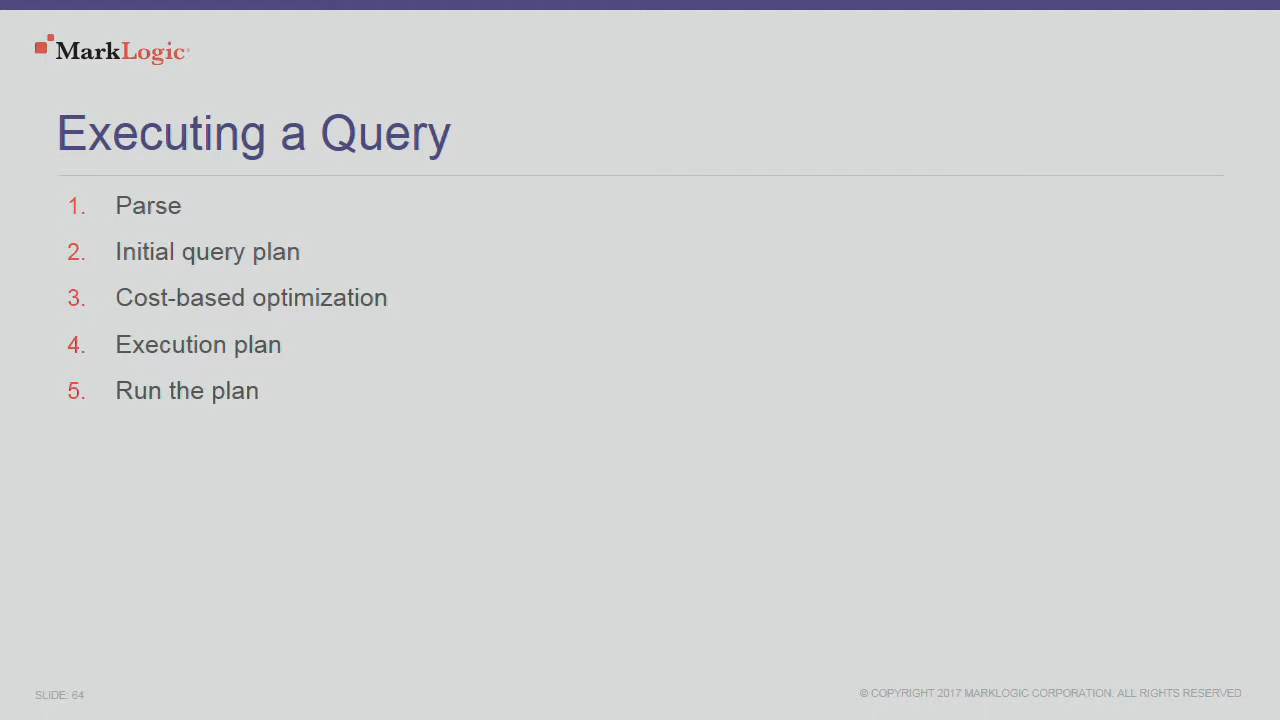 MarkLogic
Executing a Query
1. Parse
2. Initial query plan
3. Cost-based optimization
4. Execution plan
5. Run the plan
SLIDE: 64
© COPYRIGHT 2017 MARKLOGIC CORPORATION. ALL RIGHTS RESERVED